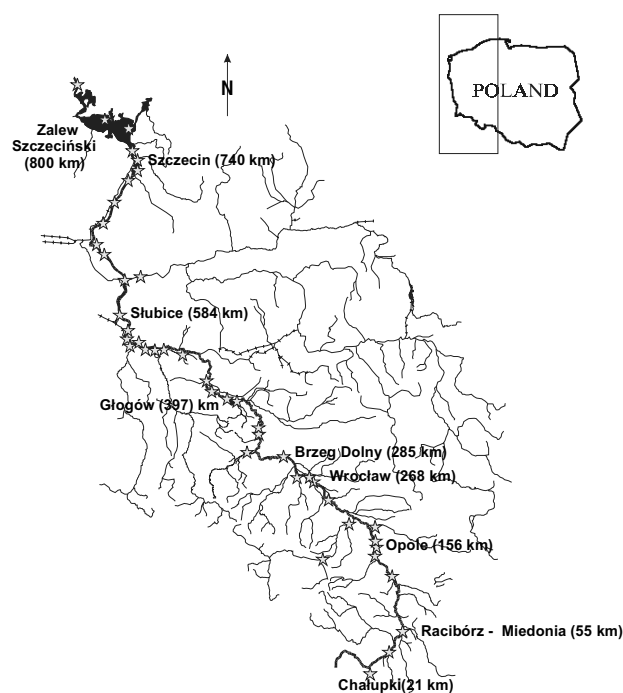 N
POLAND
Zalew
Szczeciński
(800 km)
Szczecin (740 km)
Słubice (584 km)
Głogów (397) km
Brzeg Dolny (285 km)
Wrocław (268 km)
Opole (156 km)
Racibórz - Miedonia (55 km)
Chałupki(21 km)